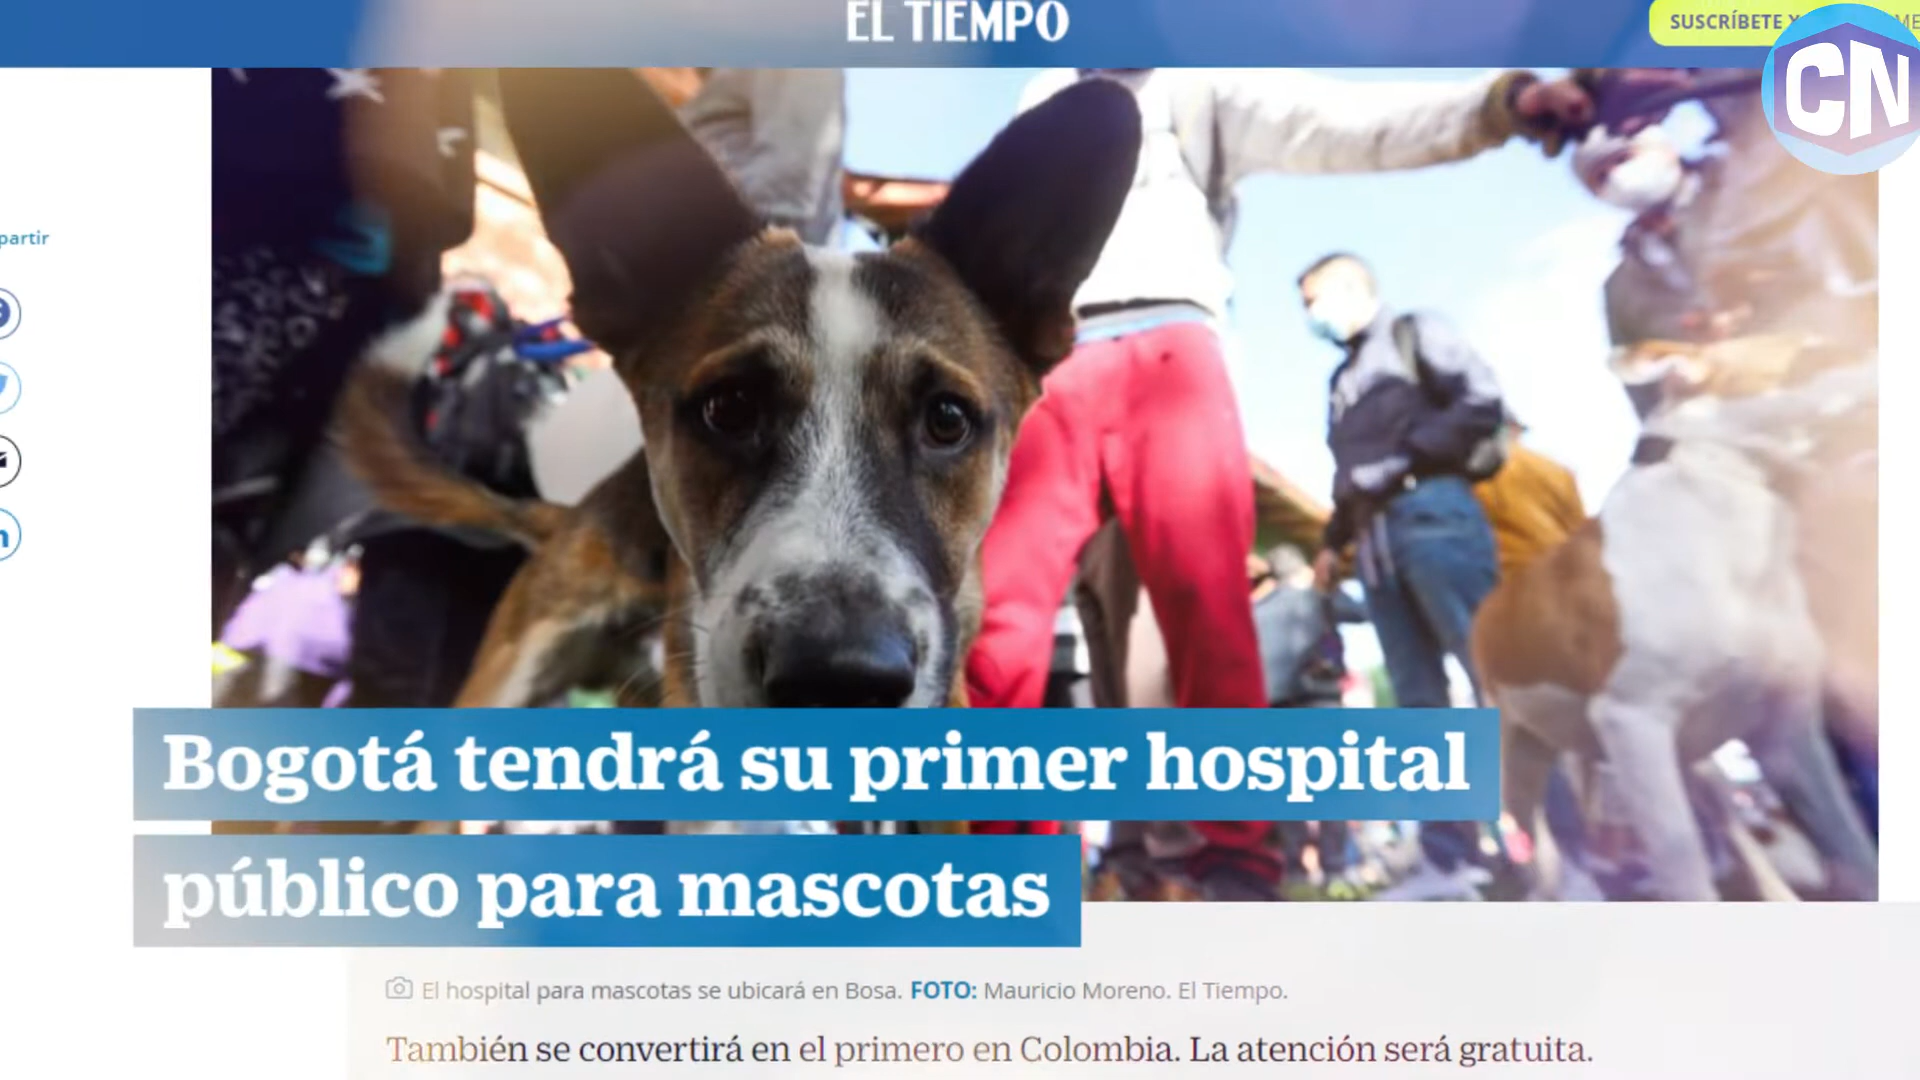 EL TIEMPO
SUSCRÍBETE
CN
partir
Bogotá tendrá su primer hospital
público para mascotas
El hospital para mascotas se ubicará en Bosa. FOTO: Mauricio Moreno. El Tiempo.
También se convertirá en el primero en Colombia. La atención será gratuita.